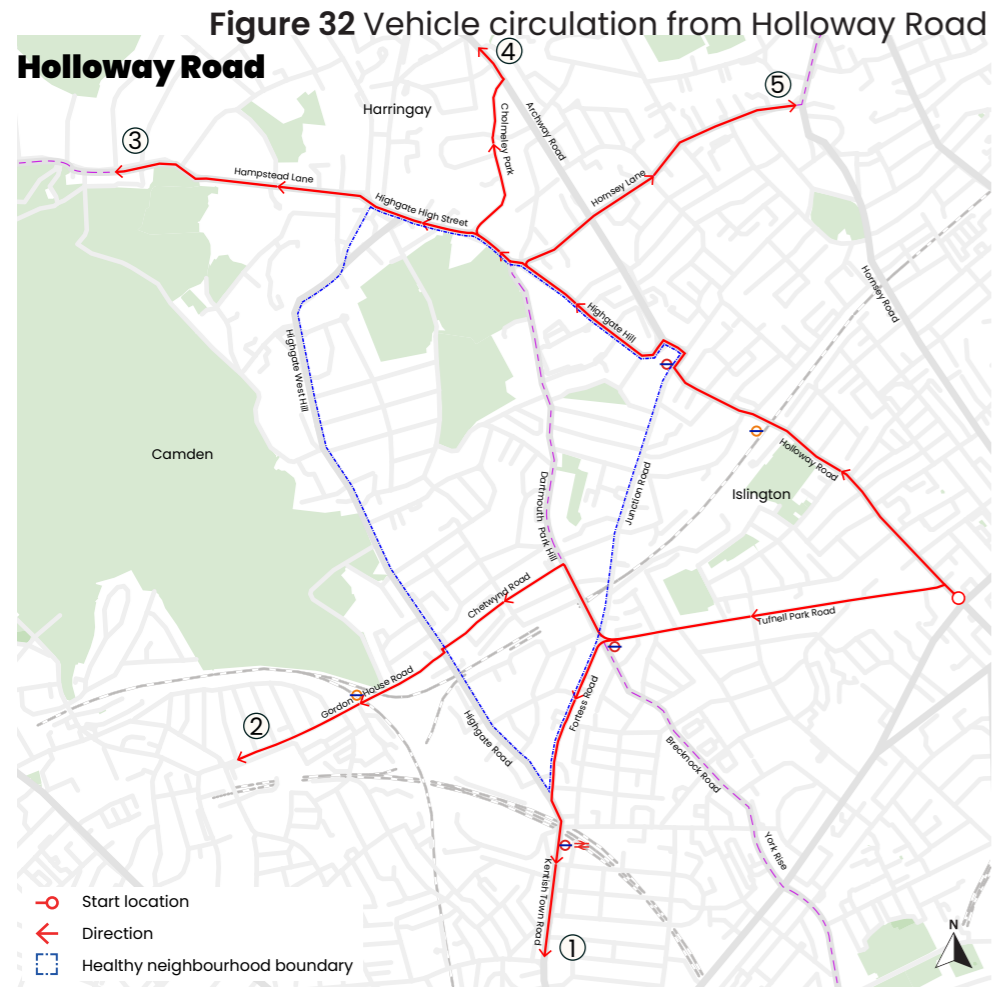 Figure 32 Vehicle circulation from Holloway Road
Holloway Road
④
⑤
Harringay
Cholmeley Park
Archway Road
③
Hampstead Lane
Hornsey Lane
Highgate High Street
Hornsey Road
Highgate Hill
Highgate West Hill
Camden
Holloway Road
Islington
Junction Road
Dartmouth Park Hill
Chetwynd Road
Tufnell Park Road
Gordon House Road
Fortess Road
②
Highgate Road
Brecknock Road
York Rise
Kentish Town Road
①
Start location
Direction
Healthy neighbourhood boundary
N